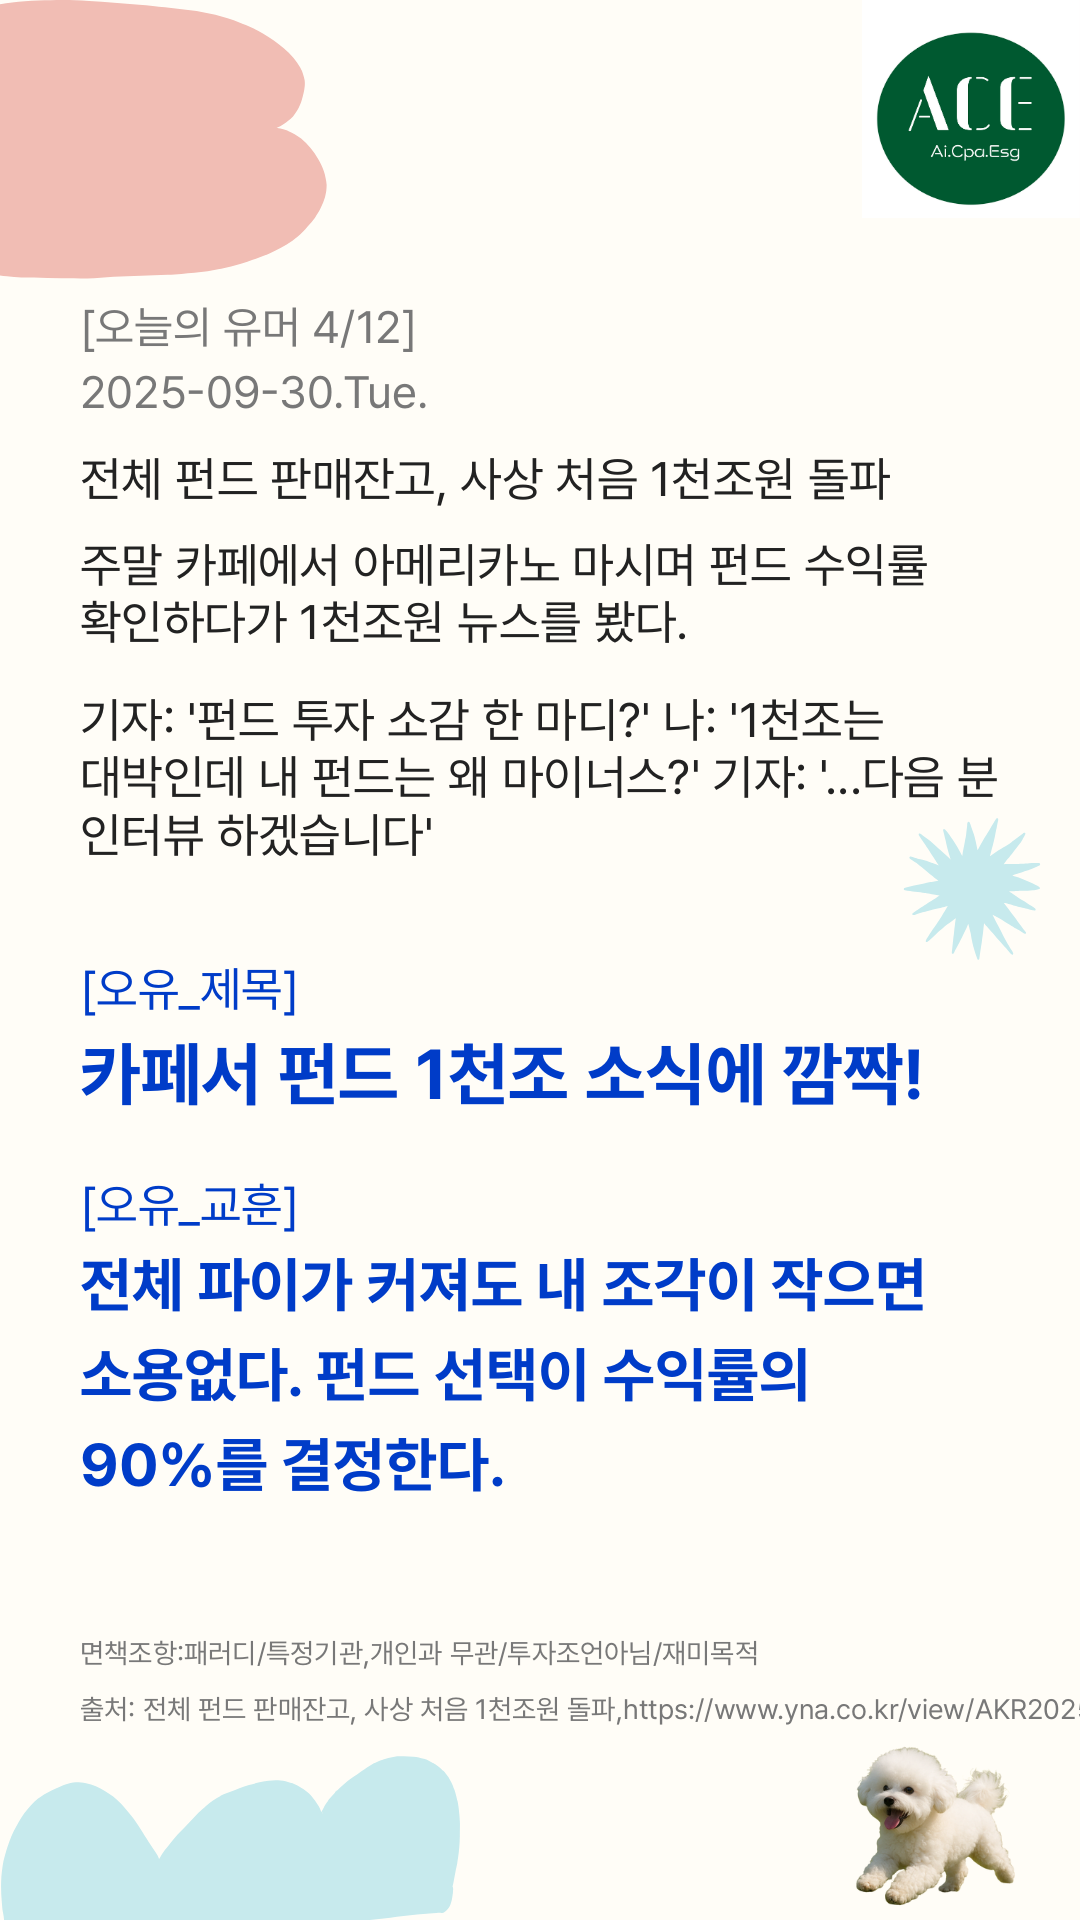 ACE
Ai.Cpa.Esg
[오늘의 유머 4/12]
2025-09-30.Tue.
전체 펀드 판매잔고, 사상 처음 1천조원 돌파
주말 카페에서 아메리카노 마시며 펀드 수익률
확인하다가 1천조원 뉴스를 봤다.
기자: '펀드 투자 소감 한 마디?' 나: '1천조는
대박인데 내 펀드는 왜 마이너스?' 기자: '...다음 분
인터뷰 하겠습니다'
[오유_제목]
카페서 펀드 1천조 소식에 깜짝!
[오유_교훈]
전체 파이가 커져도 내 조각이 작으면
소용없다. 펀드 선택이 수익률의
90%를 결정한다.
면책조항:패러디/특정기관,개인과 무관/투자조언아님/재미목적
출처: 전체 펀드 판매잔고, 사상 처음 1천조원 돌파,https://www.yna.co.kr/view/AKR202